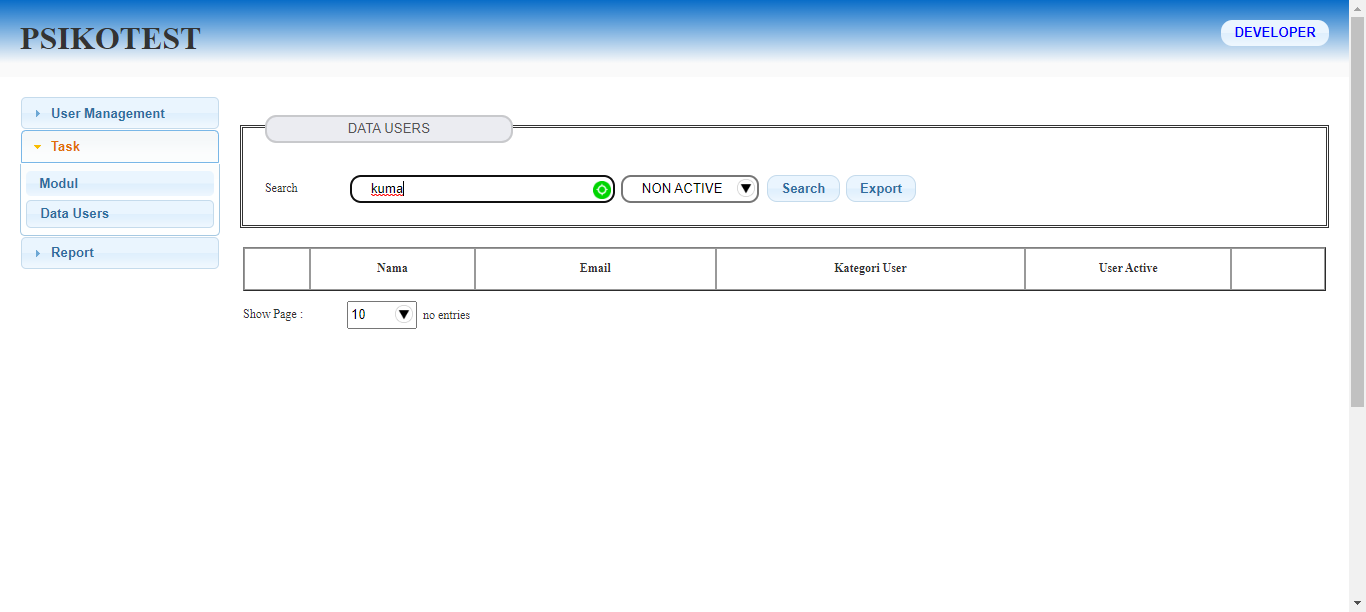 PSIKOTEST
DEVELOPER
User Management
Task
Modul
Data Users
Report
DATA USERS
Search kuma NON ACTIVE Search Export
Nama Email Kategori User User Active
Show Page : 10 no entries